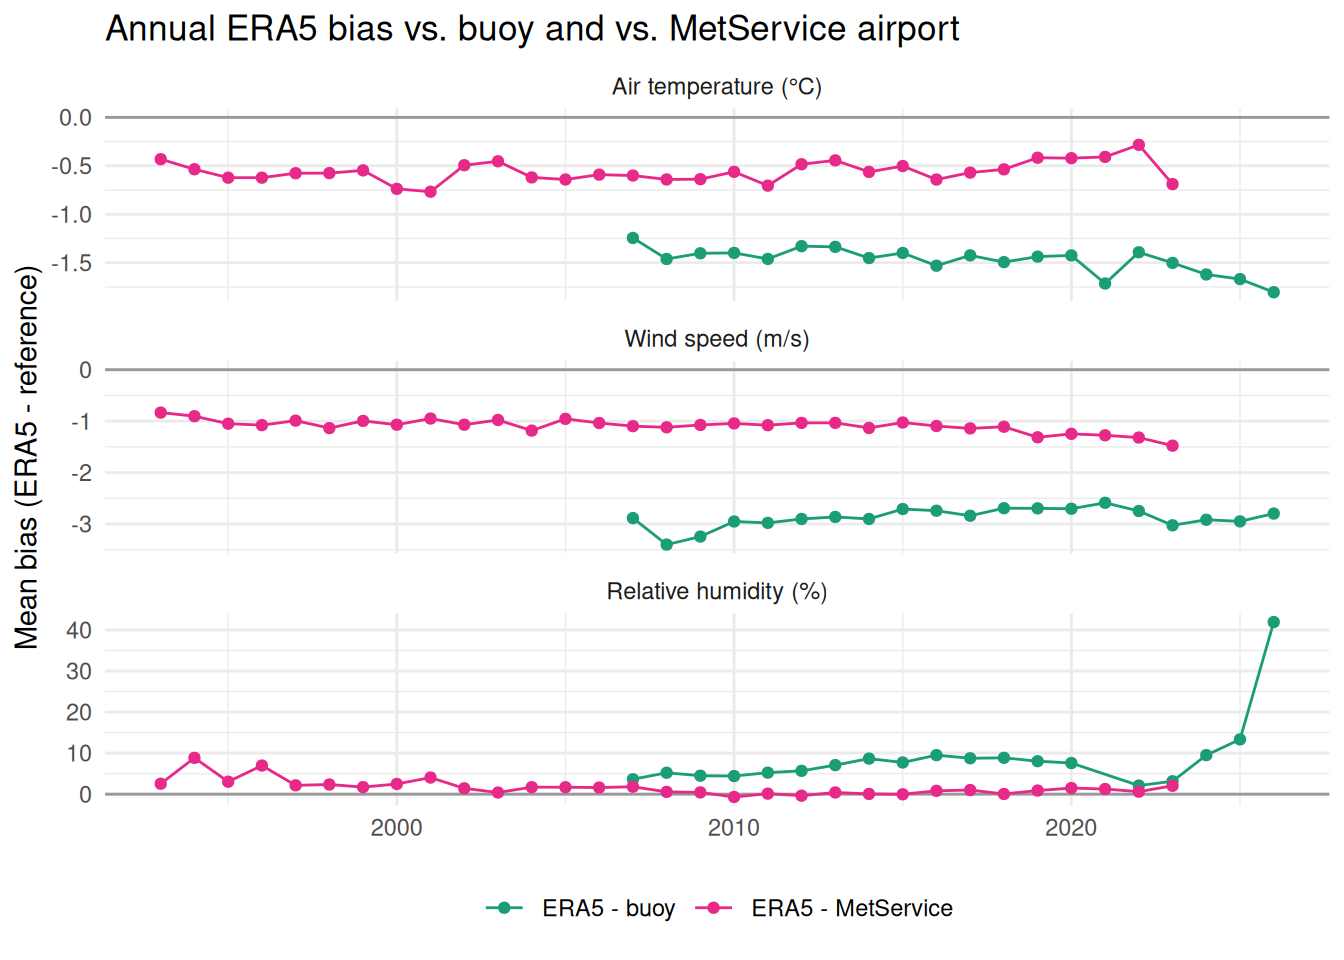 Annual ERA5 bias vs. buoy and vs. MetService airport
Mean bias (ERA5 - reference)
Air temperature (°C)
0.0
-0.5
-1.0
-1.5
Wind speed (m/s)
0
-1
-2
-3
Relative humidity (%)
40
30
20
10
0
2000 2010 2020
ERA5 - buoy ERA5 - MetService